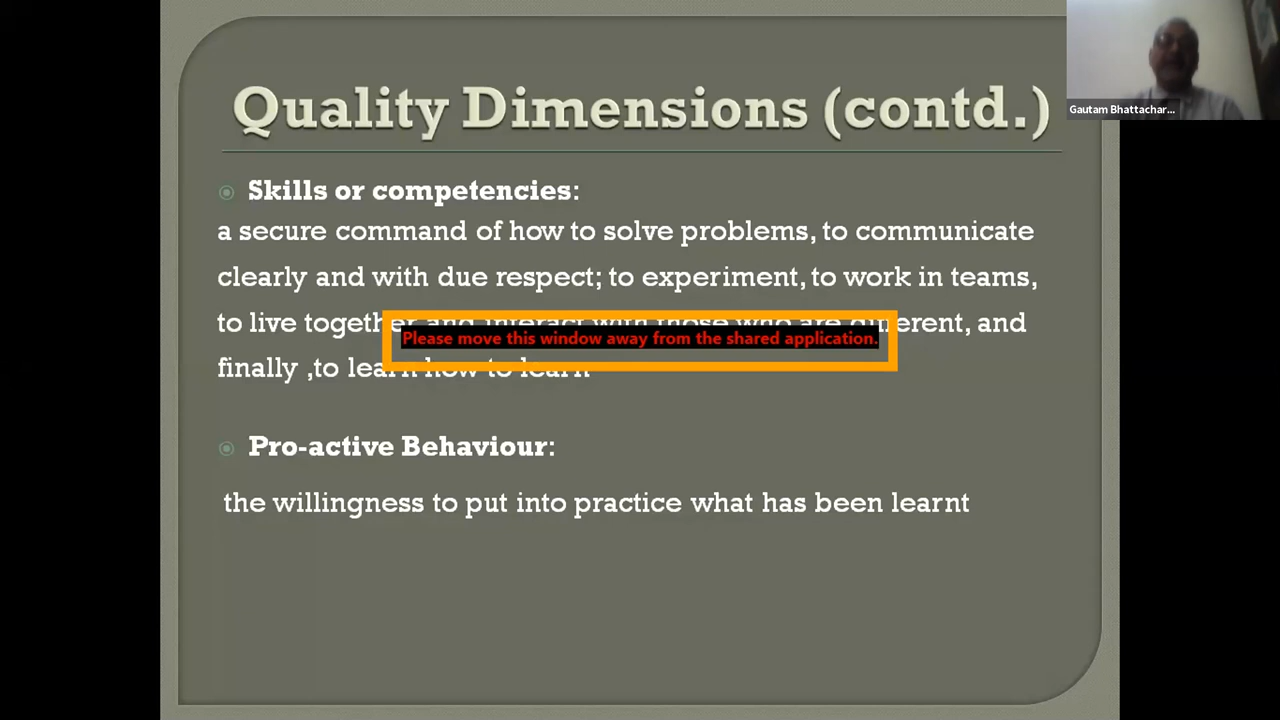 Quality Dimensions (contd.)
Gautam Bhattachar...
Skills or competencies:
a secure command of how to solve problems, to communicate
clearly and with due respect; to experiment, to work in teams,
to live together and interact with those who are different, and
Please move this window away from the shared application.
finally ,to learn how to learn
Pro-active Behaviour:
the willingness to put into practice what has been learnt